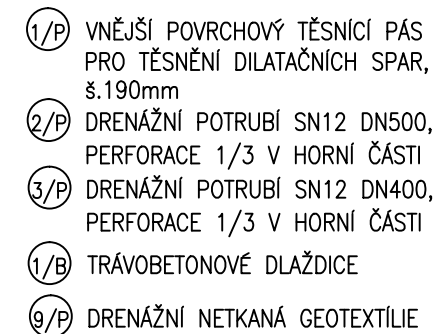 1/P VNĚJŠÍ POVRCHOVÝ TĚSNÍCÍ PÁS
PRO TĚSNĚNÍ DILATAČNÍCH SPAR,
š.190mm
2/P DRENÁŽNÍ POTRUBÍ SN12 DN500,
PERFORACE 1/3 V HORNÍ ČÁSTI
3/P DRENÁŽNÍ POTRUBÍ SN12 DN400,
PERFORACE 1/3 V HORNÍ ČÁSTI
1/B TRÁVOBETONOVÉ DLAŽDICE
9/P DRENÁŽNÍ NETKANÁ GEOTEXTÍLIE